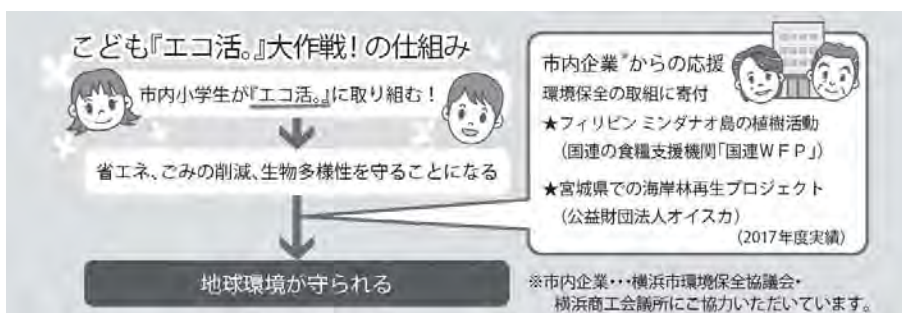 こども『エコ活。』大作戦！の仕組み
市内小学生が『エコ活。』に取り組む！
省エネ、ごみの削減、生物多様性を守ることになる
地球環境が守られる
市内企業※からの応援
環境保全の取組に寄付
★フィリピン ミンダナオ島の植樹活動
（国連の食糧支援機関「国連ＷＦＰ」）
★宮城県での海岸林再生プロジェクト
（公益財団法人オイスカ）
（2017年度実績）
※市内企業・・・横浜市環境保全協議会・
横浜商工会議所にご協力いただいています。